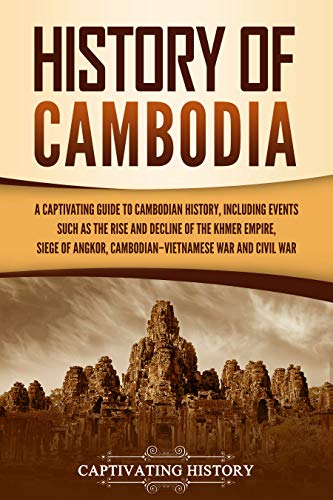 HISTORY OF
CAMBODIA
A CAPTIVATING GUIDE TO CAMBODIAN HISTORY, INCLUDING EVENTS
SUCH AS THE RISE AND DECLINE OF THE KHMER EMPIRE,
SIEGE OF ANGKOR, CAMBODIAN–VIETNAMESE WAR AND CIVIL WAR
CAPTIVATING HISTORY